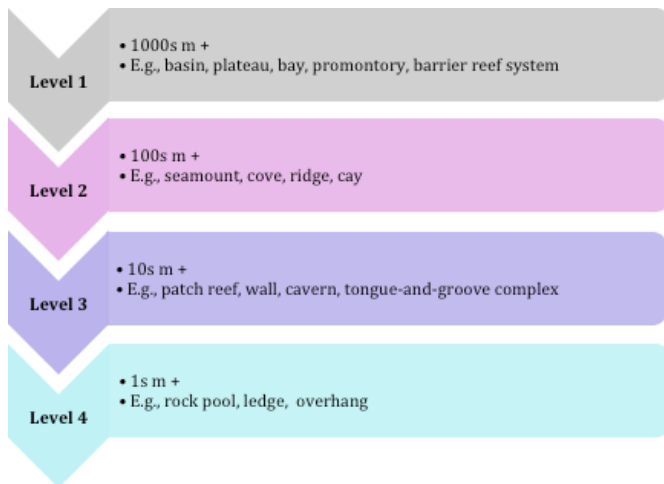 Level 1
• 1000s m +
• E.g., basin, plateau, bay, promontory, barrier reef system
Level 2
• 100s m +
• E.g., seamount, cove, ridge, cay
Level 3
• 10s m +
• E.g., patch reef, wall, cavern, tongue-and-groove complex
Level 4
• 1s m +
• E.g., rock pool, ledge,  overhang